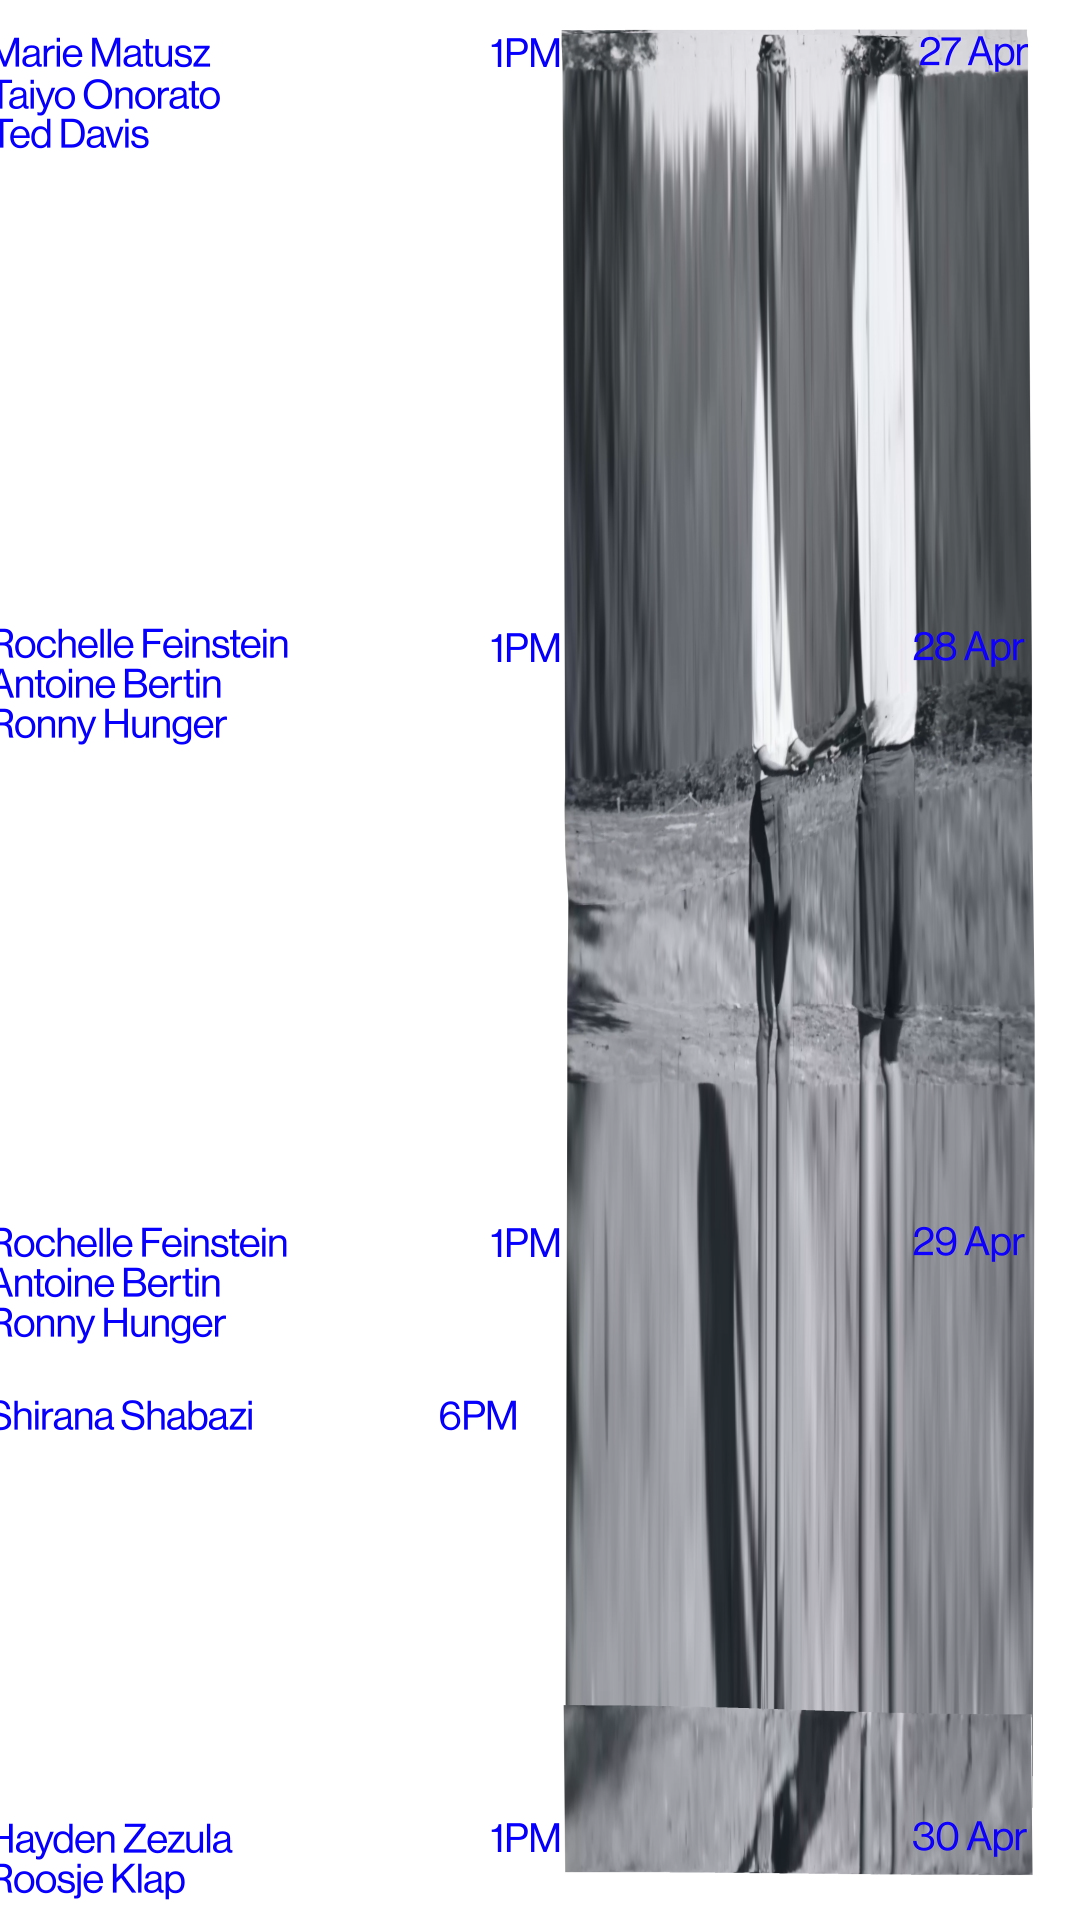 Marie Matusz 1PM 27 Apr
Taiyo Onorato
Ted Davis
Rochelle Feinstein 1PM 28 Apr
Antoine Bertin
Ronny Hunger
Rochelle Feinstein 1PM 29 Apr
Antoine Bertin
Ronny Hunger
Shirana Shabazi 6PM
Hayden Zezula 1PM 30 Apr
Roosje Klap